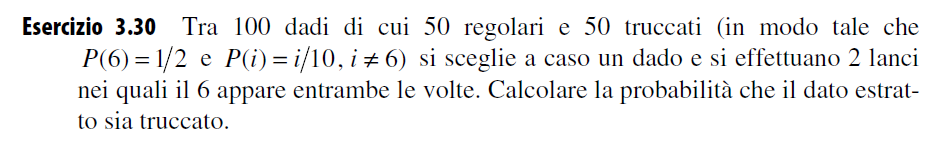 Esercizio 3.30 Tra 100 dadi di cui 50 regolari e 50 truccati (in modo tale che
P(6) = 1/2 e P(i) = i/10, i ≠ 6) si sceglie a caso un dado e si effettuano 2 lanci
nei quali il 6 appare entrambe le volte. Calcolare la probabilità che il dato estrat-
to sia truccato.